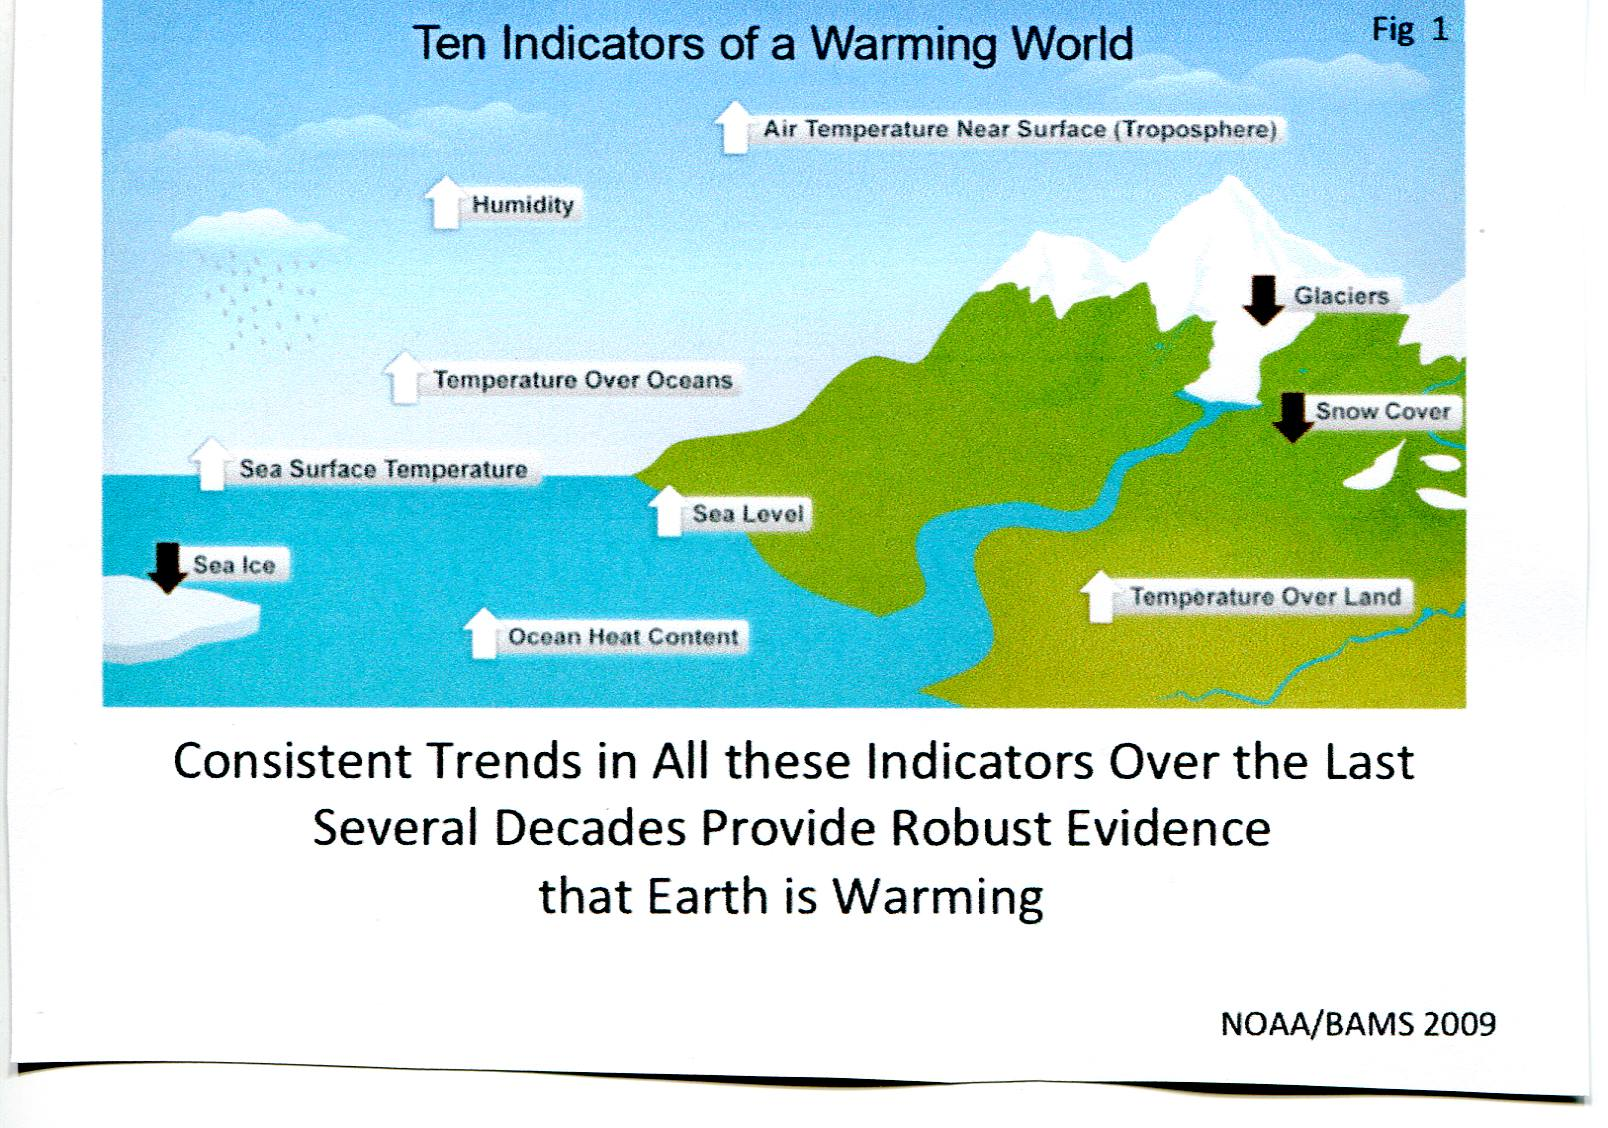 Ten Indicators of a Warming World
Fig 1
Air Temperature Near Surface (Troposphere)
Humidity
Glaciers
Temperature Over Oceans
Snow Cover
Sea Surface Temperature
Sea Level
Sea Ice
Temperature Over Land
Ocean Heat Content
Consistent Trends in All these Indicators Over the Last
Several Decades Provide Robust Evidence
that Earth is Warming
NOAA/BAMS 2009